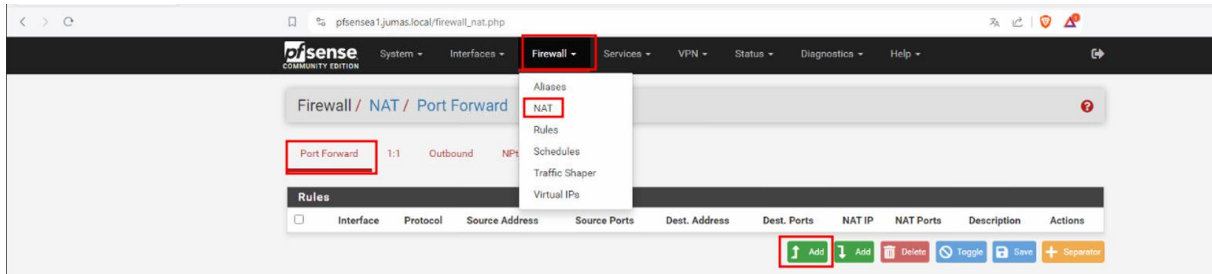 pfsensea1.jumas.local/firewall_nat.php
pfsense COMMUNITY EDITION System Interfaces Firewall Services VPN Status Diagnostics Help
Aliases
Firewall / NAT / Port Forward NAT
Rules
Port Forward 1:1 Outbound NPt Schedules
Traffic Shaper
Rules Virtual IPs
Interface Protocol Source Address Source Ports Dest. Address Dest. Ports NAT IP NAT Ports Description Actions
Add Add Delete Toggle Save Separator